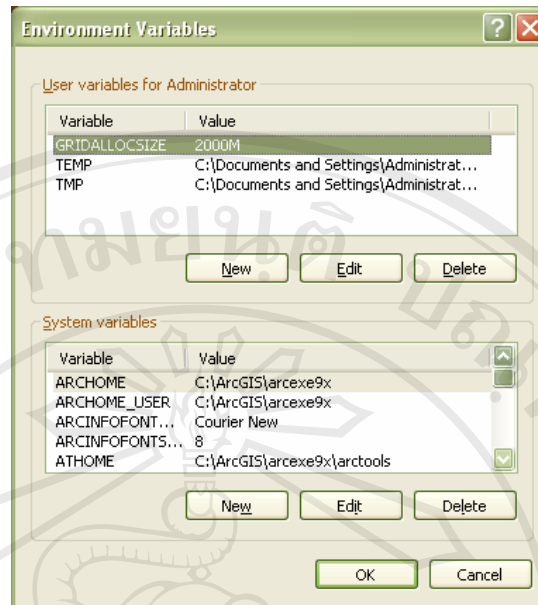 Environment Variables
User variables for Administrator
Variable Value
GRIDALLOCSIZE 2000M
TEMP C:\Documents and Settings\Administrat...
TMP C:\Documents and Settings\Administrat...
New Edit Delete
System variables
Variable Value
ARCHOME C:\ArcGIS\arcexe9x
ARCHOME_USER C:\ArcGIS\arcexe9x
ARCINFOFONT... Courier New
ARCINFOFONTS... 8
ATHOME C:\ArcGIS\arcexe9x\arctools
New Edit Delete
OK Cancel